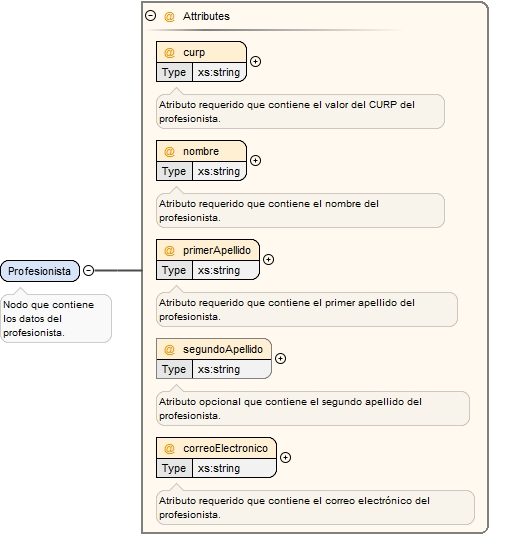 Attributes
@ curp
Type xs:string
Atributo requerido que contiene el valor del CURP del
profesionista.
@ nombre
Type xs:string
Atributo requerido que contiene el nombre del
profesionista.
@ primerApellido
Type xs:string
Atributo requerido que contiene el primer apellido del
profesionista.
Profesionista
Nodo que contiene
los datos del
profesionista.
@ segundoApellido
Type xs:string
Atributo opcional que contiene el segundo apellido del
profesionista.
@ correoElectronico
Type xs:string
Atributo requerido que contiene el correo electrónico del
profesionista.